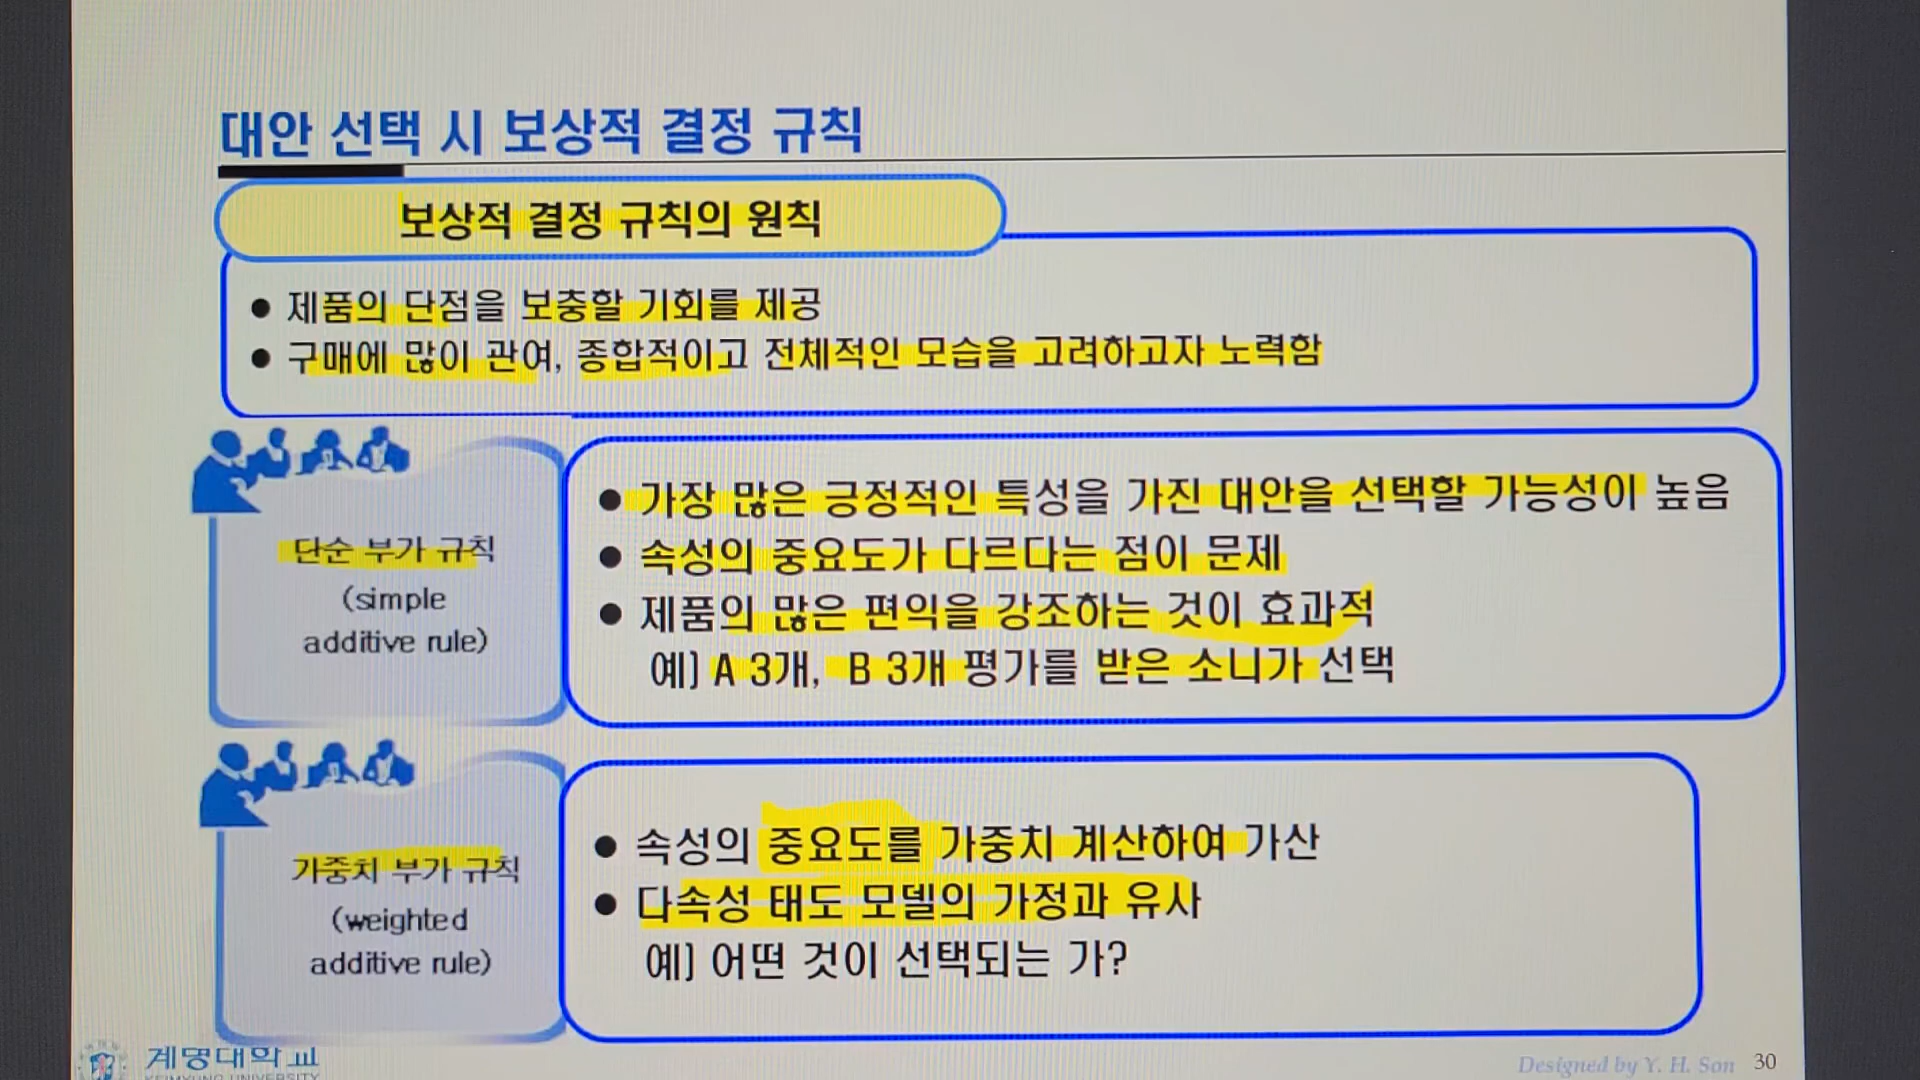 대안 선택 시 보상적 결정 규칙
보상적 결정 규칙의 원칙
● 제품의 단점을 보충할 기회를 제공
● 구매에 많이 관여, 종합적이고 전체적인 모습을 고려하고자 노력함
단순 부가 규칙
(simple
additive rule)
● 가장 많은 긍정적인 특성을 가진 대안을 선택할 가능성이 높음
● 속성의 중요도가 다르다는 점이 문제
● 제품의 많은 편익을 강조하는 것이 효과적
예] A 3개, B 3개 평가를 받은 소니가 선택
가중치 부가 규칙
(weighted
additive rule)
● 속성의 중요도를 가중치 계산하여 가산
● 다속성 태도 모델의 가정과 유사
예] 어떤 것이 선택되는 가?
계명대학교
KEIMYUNG UNIVERSITY
Designed by Y. H. Son 30